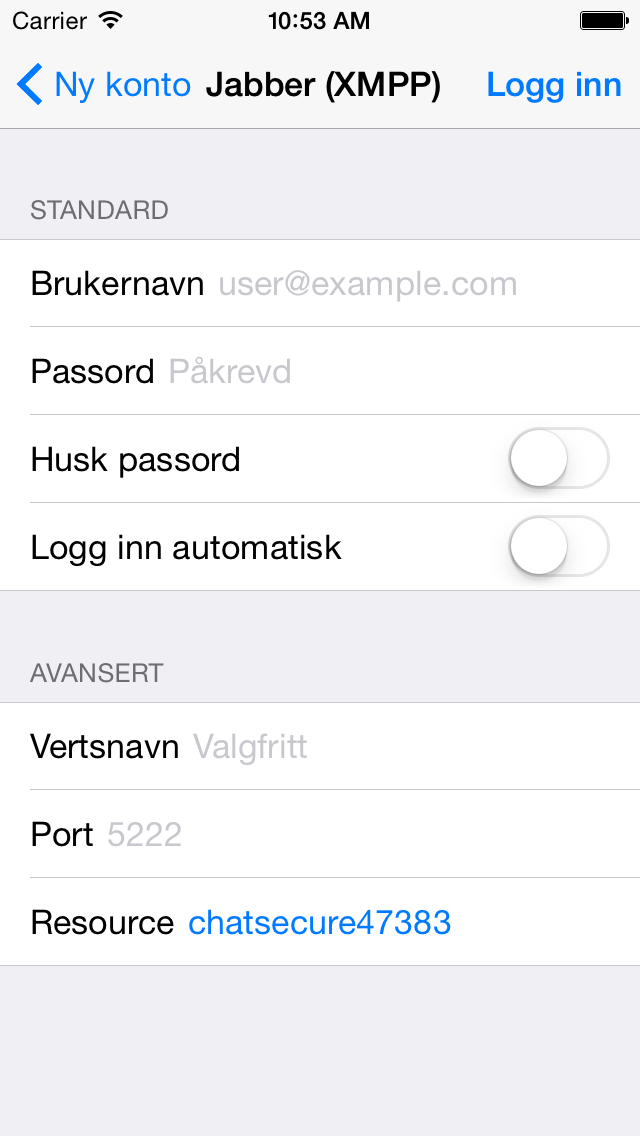 Carrier 10:53 AM
Ny konto Jabber (XMPP) Logg inn
STANDARD
Brukernavn user@example.com
Passord Påkrevd
Husk passord
Logg inn automatisk
AVANSERT
Vertsnavn Valgfritt
Port 5222
Resource chatsecure47383